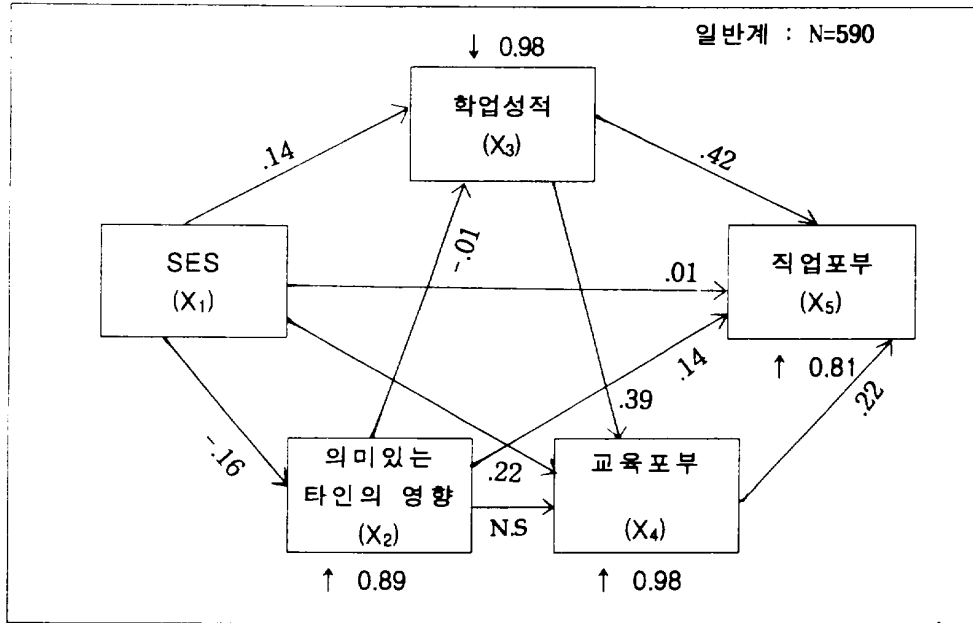 일반계 : N=590
↓ 0.98
학업성적
(X₃)
.14
.42
-.01
SES
(X₁)
.01
직업포부
(X₅)
↑ 0.81
.14
.22
-.16
.39
의미있는
타인의 영향
(X₂)
.22
N.S
교육포부
(X₄)
↑ 0.89
↑ 0.98